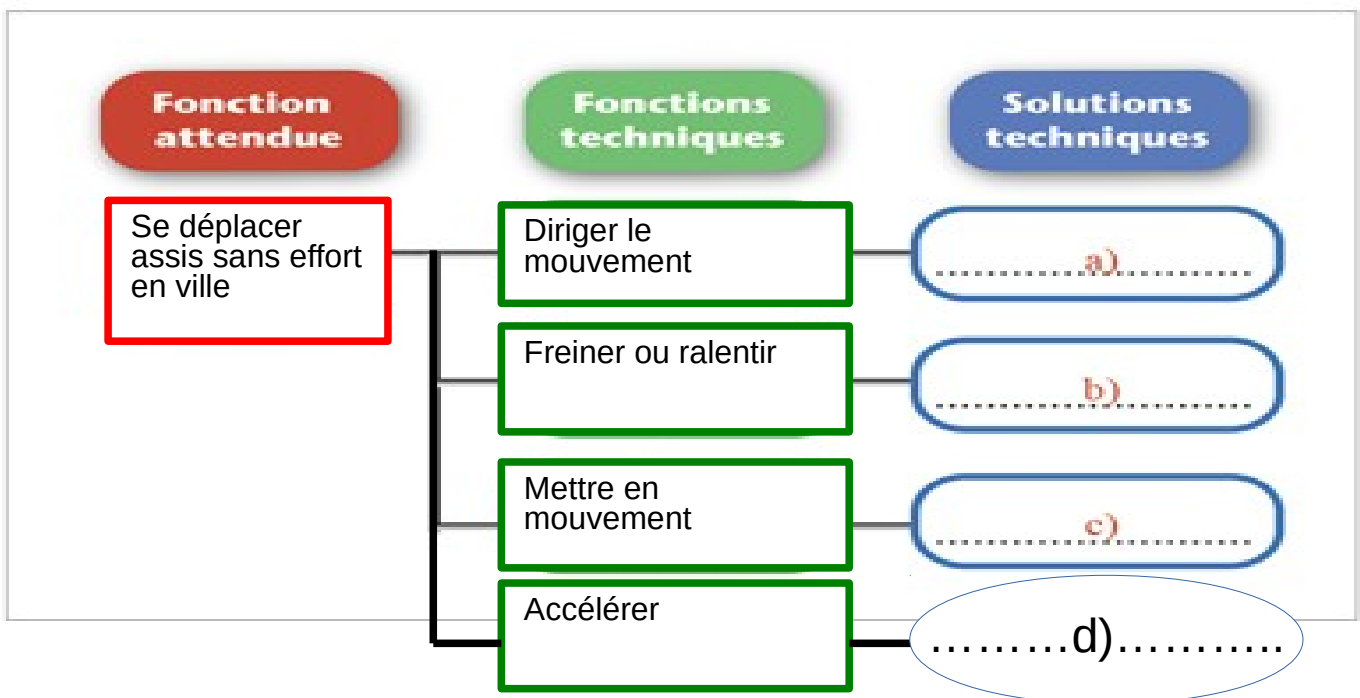 Fonction
attendue
Fonctions
techniques
Solutions
techniques
Se déplacer
assis sans effort
en ville
Diriger le
mouvement
..........a)..........
Freiner ou ralentir
..........b)..........
Mettre en
mouvement
..........c)..........
Accélérer
………d)………..